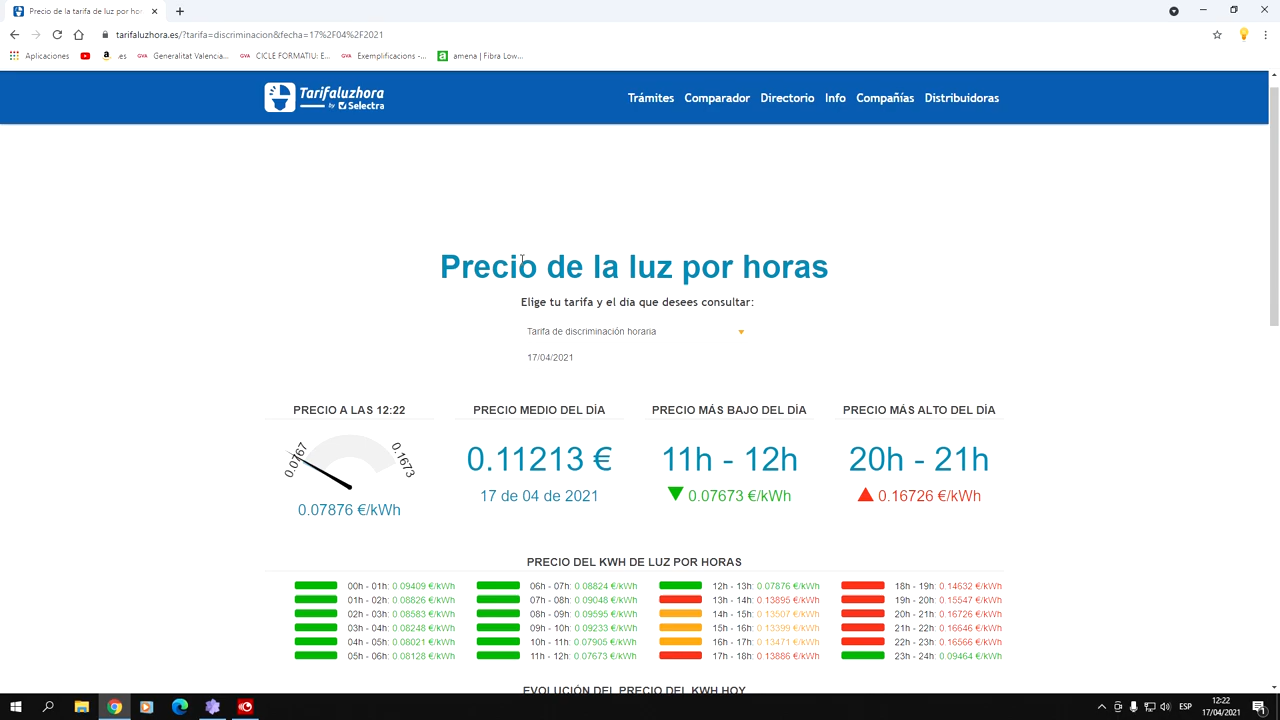 Precio de la tarifa de luz por hor
tarifaluzhora.es/?tarifa=discriminacion&fecha=17%2F04%2F2021
Aplicaciones
.es
GVA Generalitat Valencia...
GVA CICLE FORMATIU: E...
GVA Exemplificacions -...
a amena | Fibra Low...
Tarifaluzhora
by Selectra
Trámites Comparador Directorio Info Compañías Distribuidoras
Precio de la luz por horas
Elige tu tarifa y el día que desees consultar:
Tarifa de discriminación horaria
17/04/2021
PRECIO A LAS 12:22
0.0767
0.1673
0.07876 €/kWh
PRECIO MEDIO DEL DÍA
0.11213 €
17 de 04 de 2021
PRECIO MÁS BAJO DEL DÍA
11h - 12h
0.07673 €/kWh
PRECIO MÁS ALTO DEL DÍA
20h - 21h
0.16726 €/kWh
PRECIO DEL KWH DE LUZ POR HORAS
00h - 01h: 0.09409 €/kWh 06h - 07h: 0.08824 €/kWh 12h - 13h: 0.07876 €/kWh 18h - 19h: 0.14632 €/kWh
01h - 02h: 0.08826 €/kWh 07h - 08h: 0.09048 €/kWh 13h - 14h: 0.13895 €/kWh 19h - 20h: 0.15547 €/kWh
02h - 03h: 0.08583 €/kWh 08h - 09h: 0.09595 €/kWh 14h - 15h: 0.13507 €/kWh 20h - 21h: 0.16726 €/kWh
03h - 04h: 0.08248 €/kWh 09h - 10h: 0.09233 €/kWh 15h - 16h: 0.13399 €/kWh 21h - 22h: 0.16646 €/kWh
04h - 05h: 0.08021 €/kWh 10h - 11h: 0.07905 €/kWh 16h - 17h: 0.13471 €/kWh 22h - 23h: 0.16566 €/kWh
05h - 06h: 0.08128 €/kWh 11h - 12h: 0.07673 €/kWh 17h - 18h: 0.13886 €/kWh 23h - 24h: 0.09464 €/kWh
EVOLUCIÓN DEL PRECIO DEL KWH HOY
ESP
12:22
17/04/2021
1